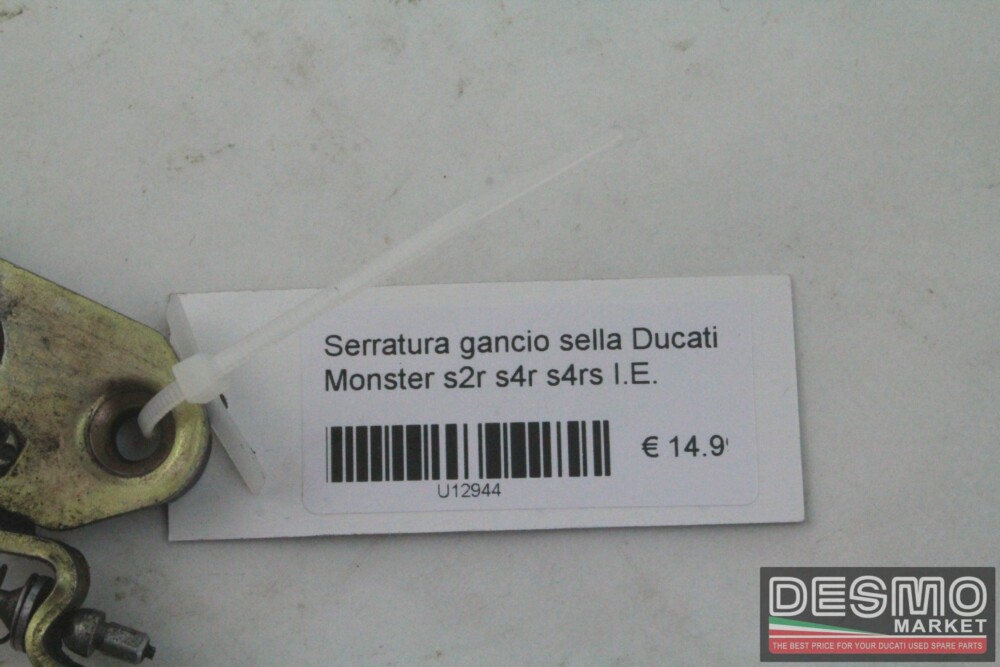 Serratura gancio sella Ducati
Monster s2r s4r s4rs I.E.
€ 14.9
U12944
DESMO
MARKET
THE BEST PRICE FOR YOUR DUCATI USED SPARE PARTS